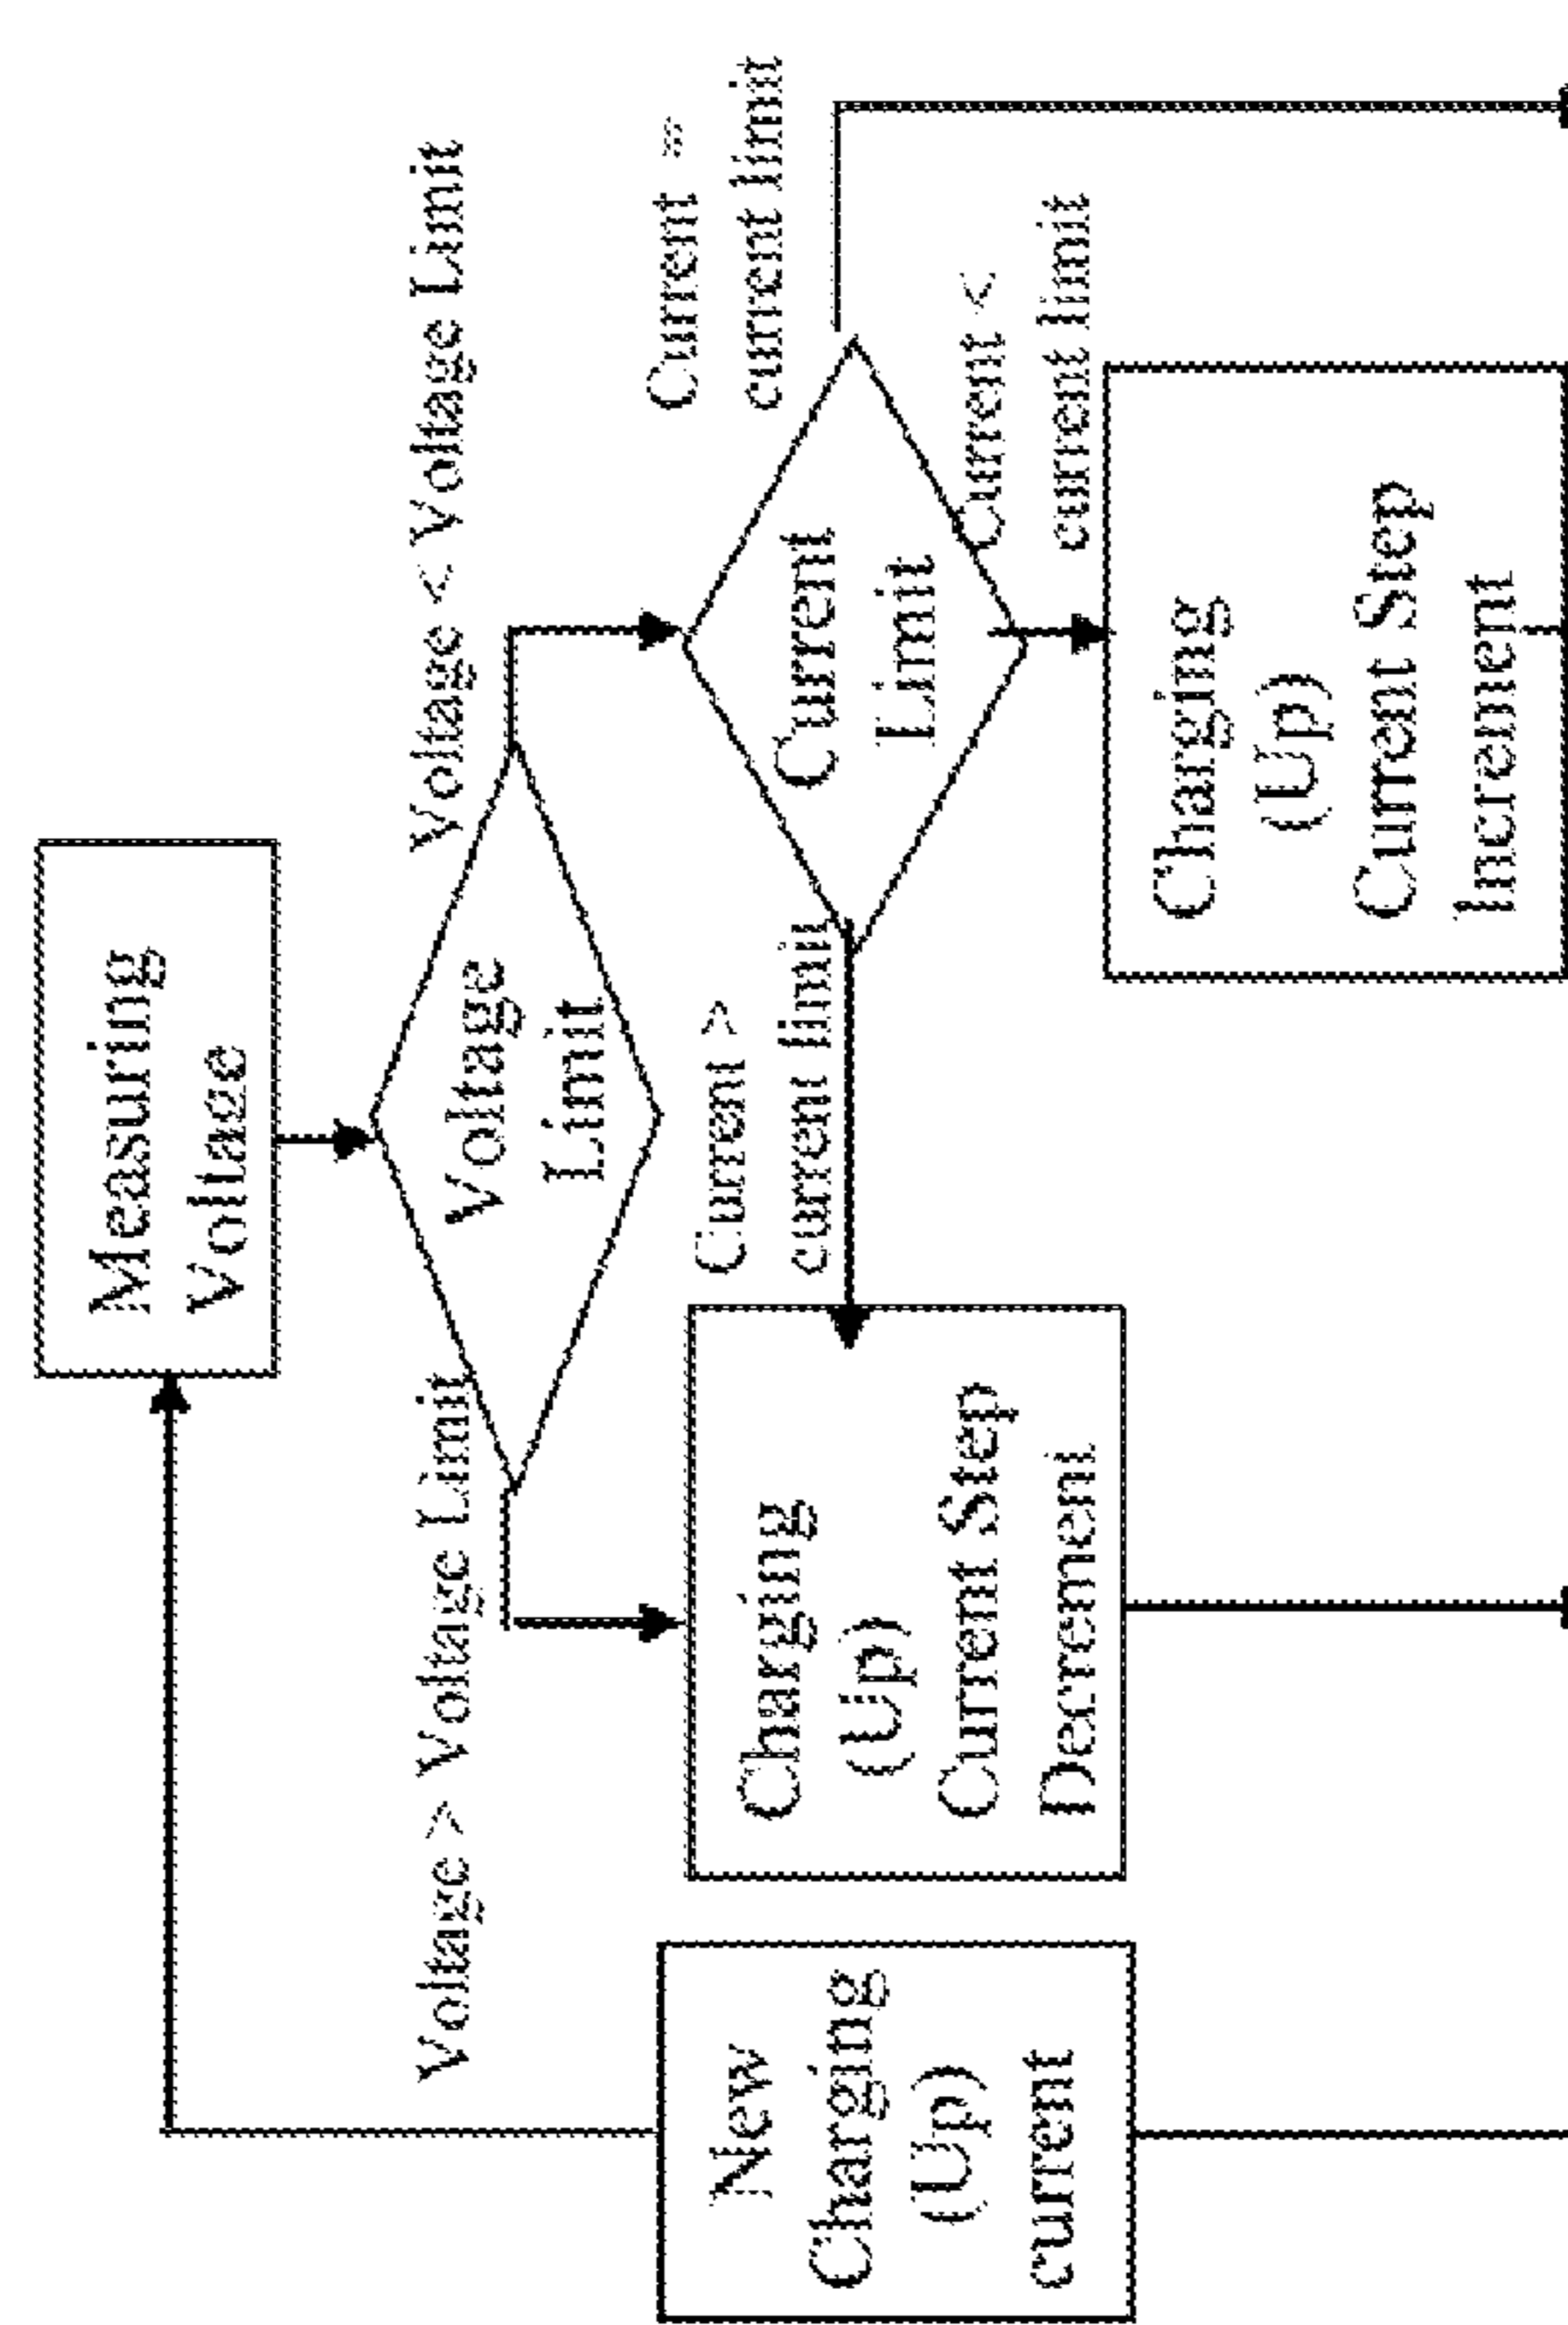 Measuring
Voltage
Voltage > Voltage Limit
Voltage < Voltage Limit
Voltage
Limit
Current =
current limit
Current >
current limit
Current
Limit
Current <
current limit
New
Charging
(Up)
current
Charging
(Up)
Current Step
Decrement
Charging
(Up)
Current Step
Increment